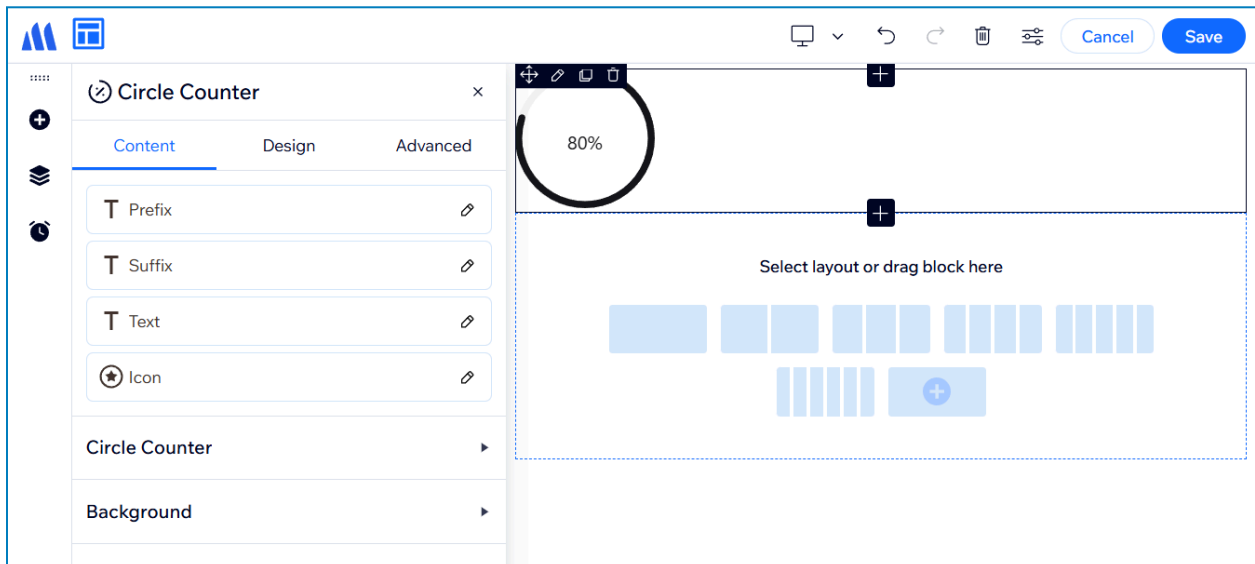 Cancel
Save
Circle Counter
Content Design Advanced
Prefix
Suffix
Text
Icon
Circle Counter
Background
80%
Select layout or drag block here